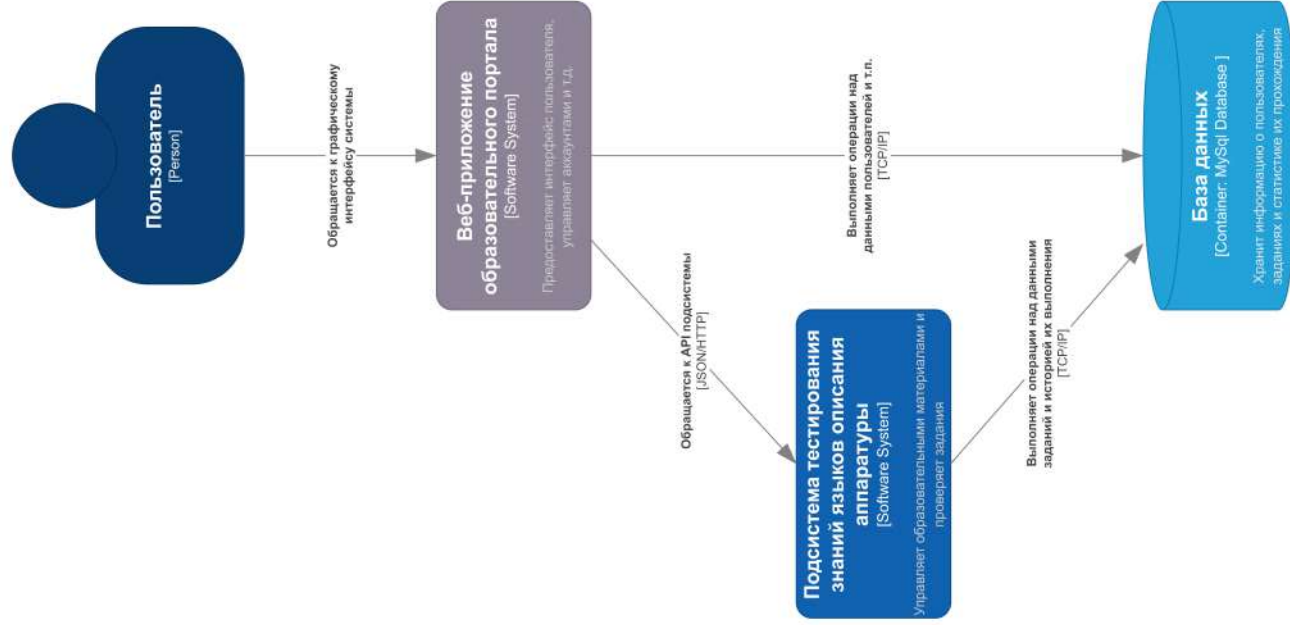 Пользователь
[Person]
Обращается к графическому
интерфейсу системы
Веб-приложение
образовательного портала
[Software System]
Предоставляет интерфейс пользователя,
управляет аккаунтами и т.д.
Обращается к API подсистемы
[JSON/HTTP]
Выполняет операции над
данными пользователей и т.п.
[TCP/IP]
Подсистема тестирования
знаний языков описания
аппаратуры
[Software System]
Управляет образовательными материалами и
проверяет задания
Выполняет операции над данными
заданий и историей их выполнения
[TCP/IP]
База данных
[Container: MySql Database ]
Хранит информацию о пользователях,
заданиях и статистике их прохождения